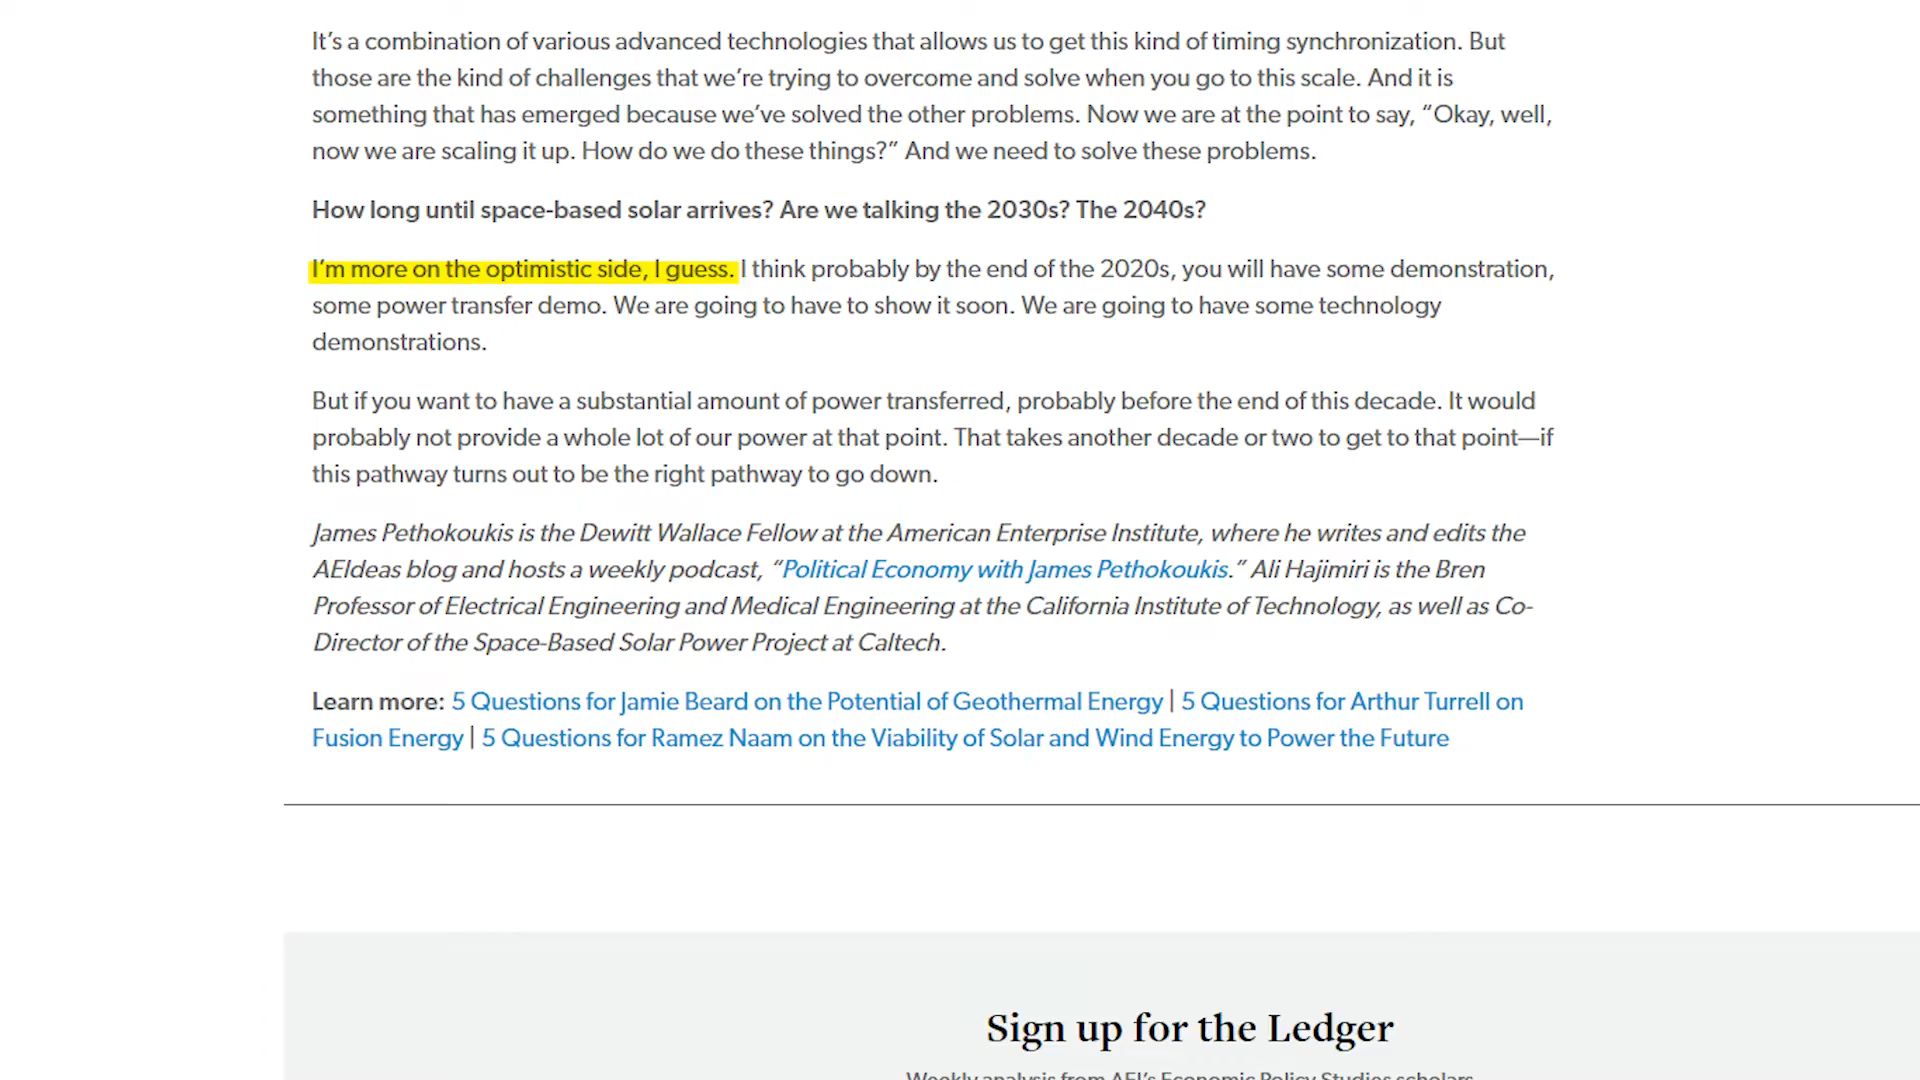 It’s a combination of various advanced technologies that allows us to get this kind of timing synchronization. But
those are the kind of challenges that we’re trying to overcome and solve when you go to this scale. And it is
something that has emerged because we’ve solved the other problems. Now we are at the point to say, “Okay, well,
now we are scaling it up. How do we do these things?” And we need to solve these problems.
How long until space-based solar arrives? Are we talking the 2030s? The 2040s?
I’m more on the optimistic side, I guess. I think probably by the end of the 2020s, you will have some demonstration,
some power transfer demo. We are going to have to show it soon. We are going to have some technology
demonstrations.
But if you want to have a substantial amount of power transferred, probably before the end of this decade. It would
probably not provide a whole lot of our power at that point. That takes another decade or two to get to that point—if
this pathway turns out to be the right pathway to go down.
James Pethokoukis is the Dewitt Wallace Fellow at the American Enterprise Institute, where he writes and edits the
AEIdeas blog and hosts a weekly podcast, “Political Economy with James Pethokoukis.” Ali Hajimiri is the Bren
Professor of Electrical Engineering and Medical Engineering at the California Institute of Technology, as well as Co-
Director of the Space-Based Solar Power Project at Caltech.
Learn more: 5 Questions for Jamie Beard on the Potential of Geothermal Energy | 5 Questions for Arthur Turrell on
Fusion Energy | 5 Questions for Ramez Naam on the Viability of Solar and Wind Energy to Power the Future
Sign up for the Ledger
Weekly analysis from AEI’s Economic Policy Studies scholars